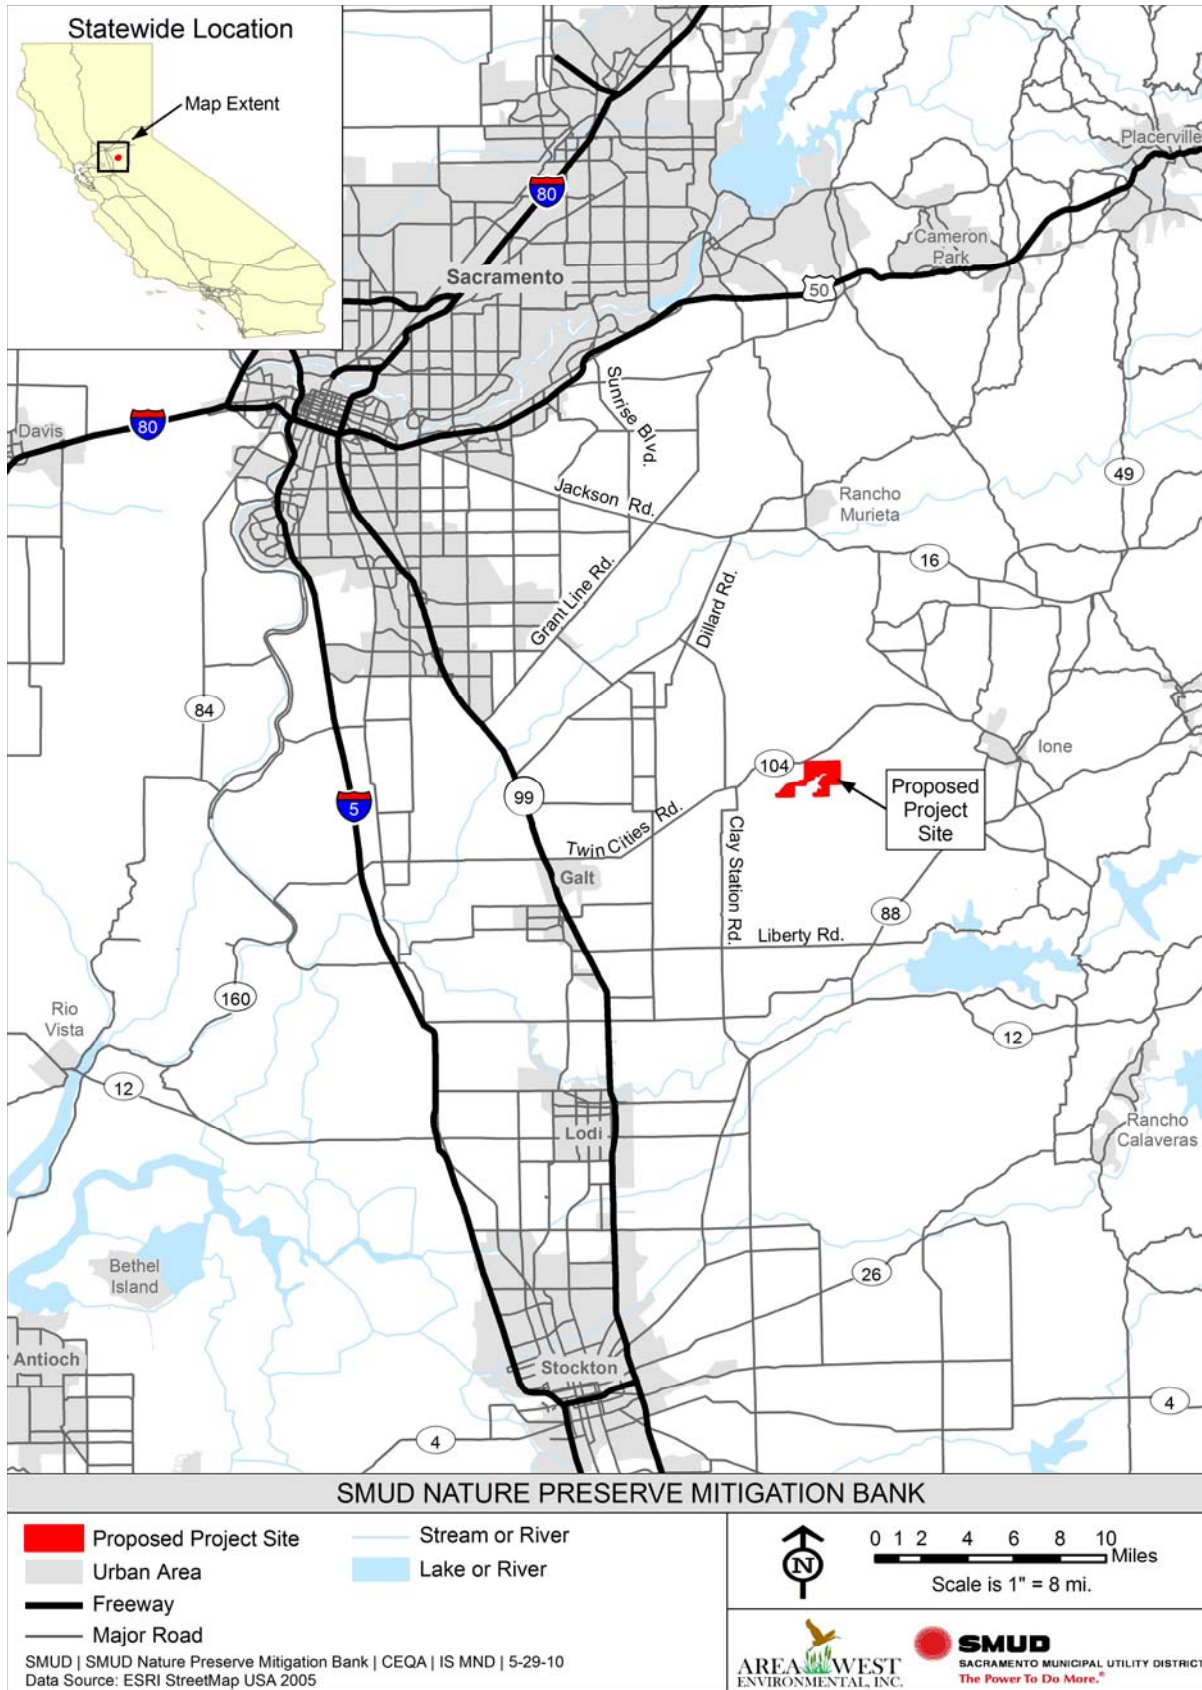 Statewide Location
Map Extent
Placerville
80
Cameron
Park
Sacramento
50
Sunrise Blvd.
80
Davis
49
Jackson Rd.
Rancho
Murieta
16
Grant Line Rd.
Dillard Rd.
84
Ione
104
Proposed
Project
Site
5
99
Twin Cities Rd.
Clay Station Rd.
Galt
88
Liberty Rd.
160
Rio
Vista
12
12
Rancho
Calaveras
Lodi
Bethel
Island
26
Antioch
Stockton
4
4
SMUD NATURE PRESERVE MITIGATION BANK
Proposed Project Site
Urban Area
Freeway
Major Road
Stream or River
Lake or River
N
0 1 2 4 6 8 10
Miles
Scale is 1" = 8 mi.
SMUD | SMUD Nature Preserve Mitigation Bank | CEQA | IS MND | 5-29-10
Data Source: ESRI StreetMap USA 2005
AREA WEST
ENVIRONMENTAL, INC.
SMUD
SACRAMENTO MUNICIPAL UTILITY DISTRICT
The Power To Do More.®